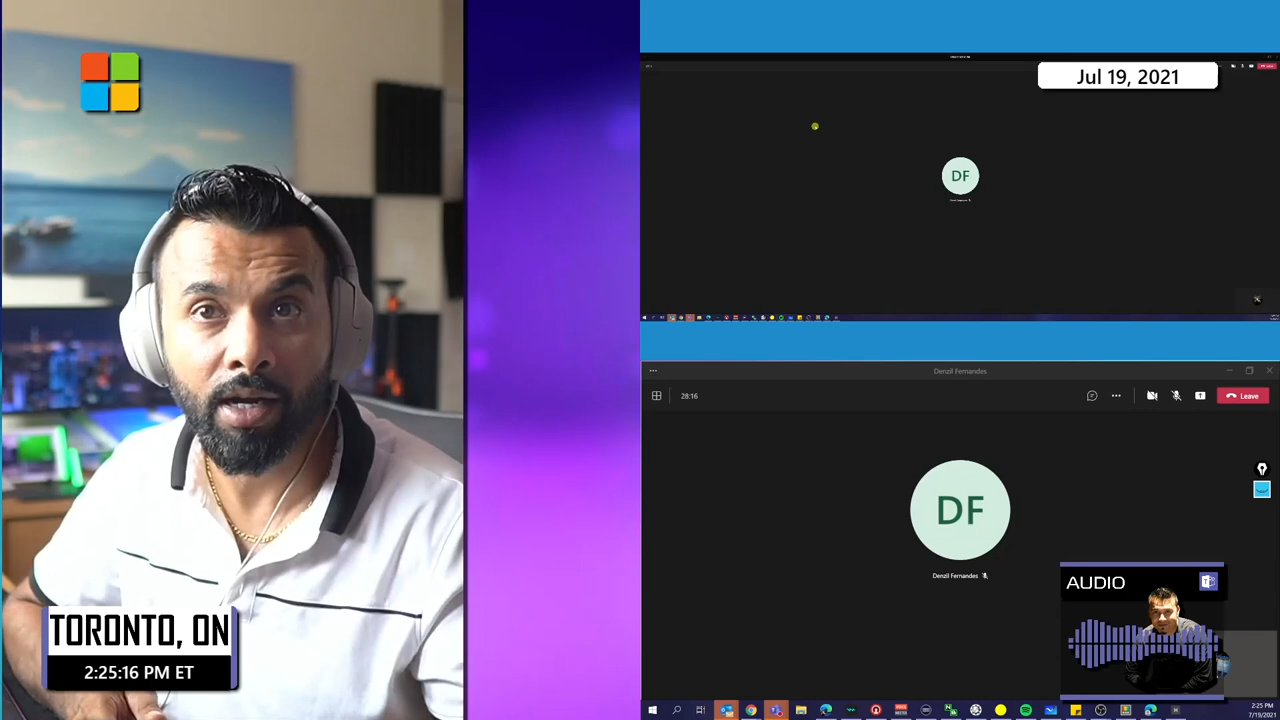 TORONTO, ON
2:25:16 PM ET
Jul 19, 2021
DF
Denzil Fernandes
28:16
Leave
DF
Denzil Fernandes
AUDIO
2:25 PM
7/19/2021